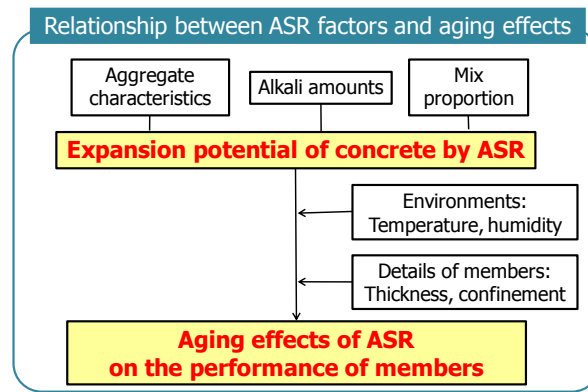 Relationship between ASR factors and aging effects
Aggregate
characteristics
Alkali amounts
Mix
proportion
Expansion potential of concrete by ASR
Environments:
Temperature, humidity
Details of members:
Thickness, confinement
Aging effects of ASR
on the performance of members